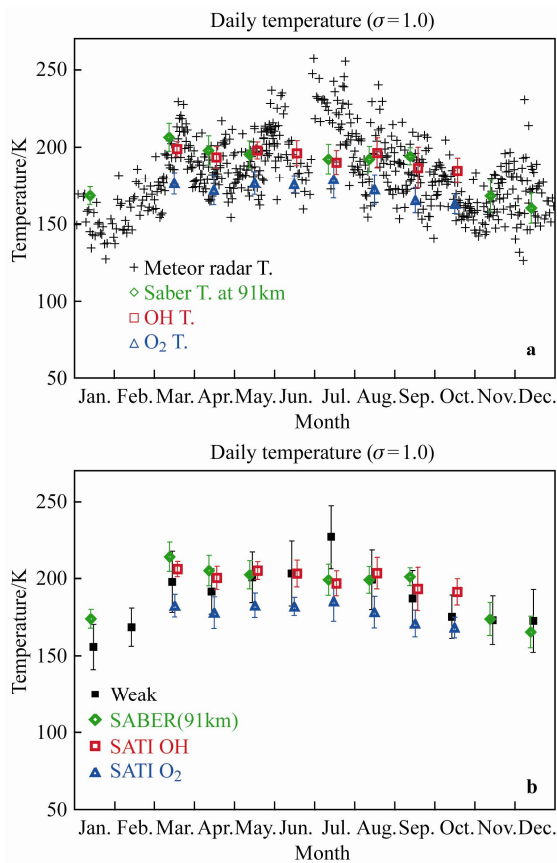 Daily temperature (σ=1.0)
250
200
150
100
50
Temperature/K
Meteor radar T.
Saber T. at 91km
OH T.
O₂ T.
a
Jan. Feb. Mar. Apr. May. Jun. Jul. Aug. Sep. Oct. Nov. Dec.
Month
Daily temperature (σ=1.0)
250
200
150
100
50
Temperature/K
Weak
SABER(91km)
SATI OH
SATI O₂
b
Jan. Feb. Mar. Apr. May. Jun. Jul. Aug. Sep. Oct. Nov. Dec.
Month